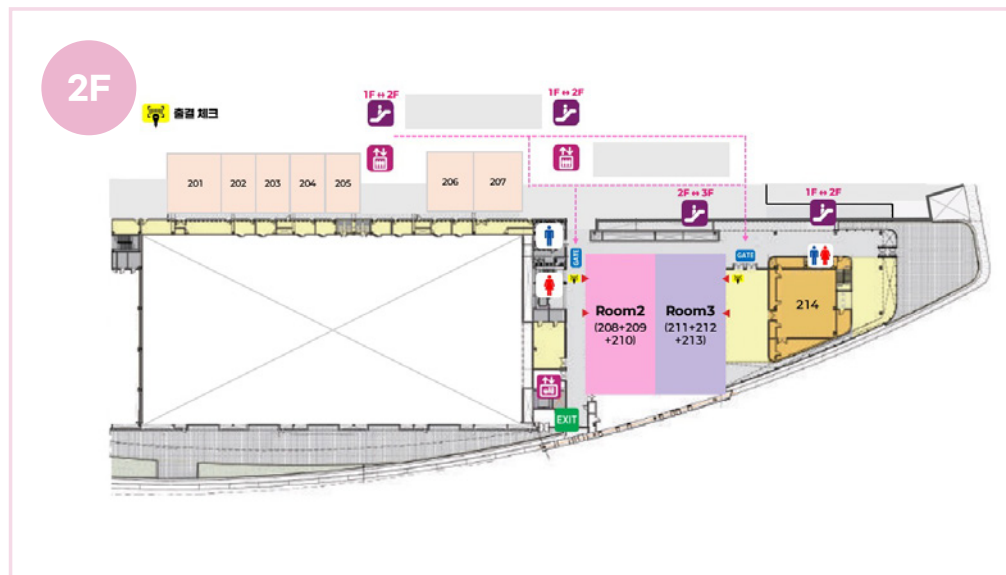 2F
출결 체크
1F ↔ 2F
1F ↔ 2F
201
202
203
204
205
206
207
2F ↔ 3F
1F ↔ 2F
GATE
GATE
Room2
(208+209
+210)
Room3
(211+212
+213)
214
EXIT